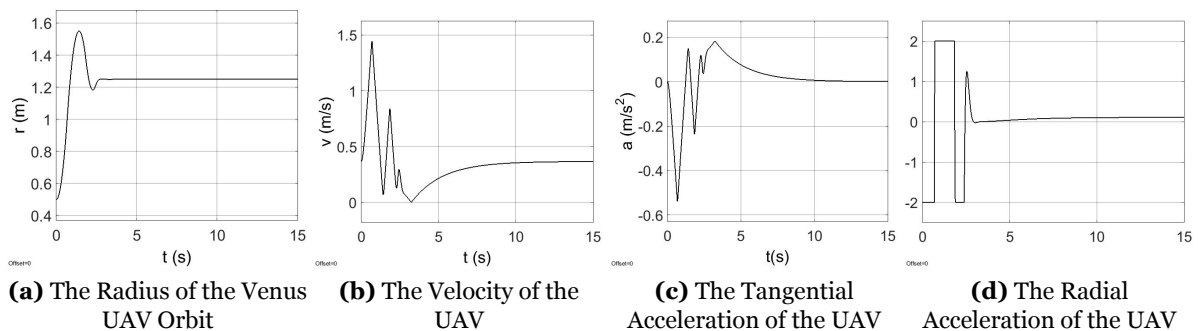 1.6
1.4
1.2
1.0
0.8
0.6
0.4
r (m)
0 5 10 15
t (s)
Offset=0
1.5
1
0.5
0
v (m/s)
0 5 10 15
t (s)
Offset=0
0.2
0
-0.2
-0.4
-0.6
a (m/s²)
0 5 10 15
t(s)
Offset=0
2
1
0
-1
-2
0 5 10 15
Offset=0
(a) The Radius of the Venus
UAV Orbit
(b) The Velocity of the
UAV
(c) The Tangential
Acceleration of the UAV
(d) The Radial
Acceleration of the UAV